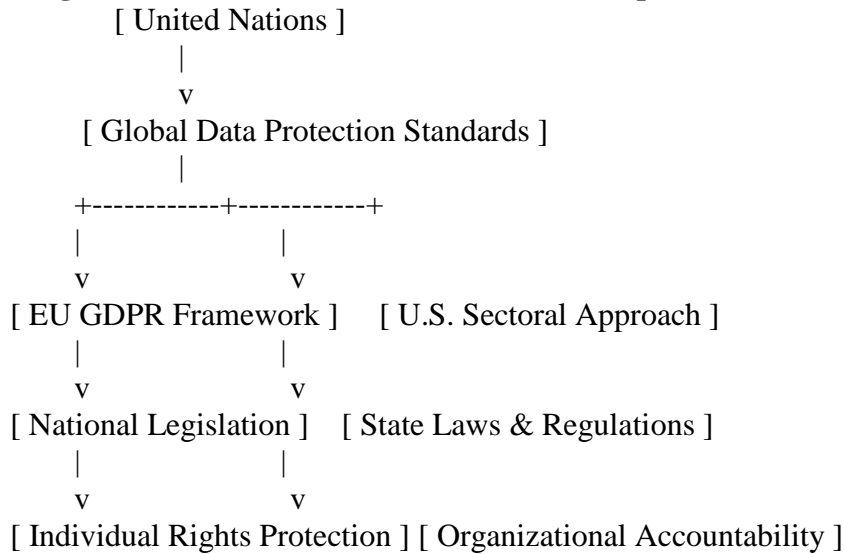 [ United Nations ]
|
v
[ Global Data Protection Standards ]
|
+------------+------------+
| |
v v
[ EU GDPR Framework ] [ U.S. Sectoral Approach ]
| |
v v
[ National Legislation ] [ State Laws & Regulations ]
| |
v v
[ Individual Rights Protection ] [ Organizational Accountability ]